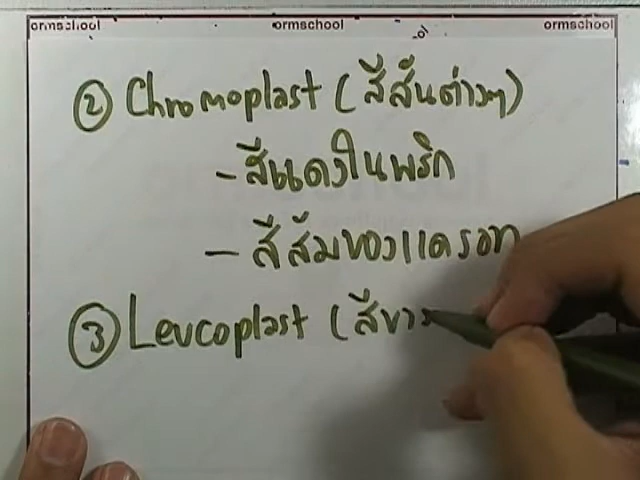 ormschool ormschool ormschool
② Chromoplast (สีสันต่างๆ)
- สีแดงในพริก
- สีส้มของแครอท
③ Leucoplast (สีขาว